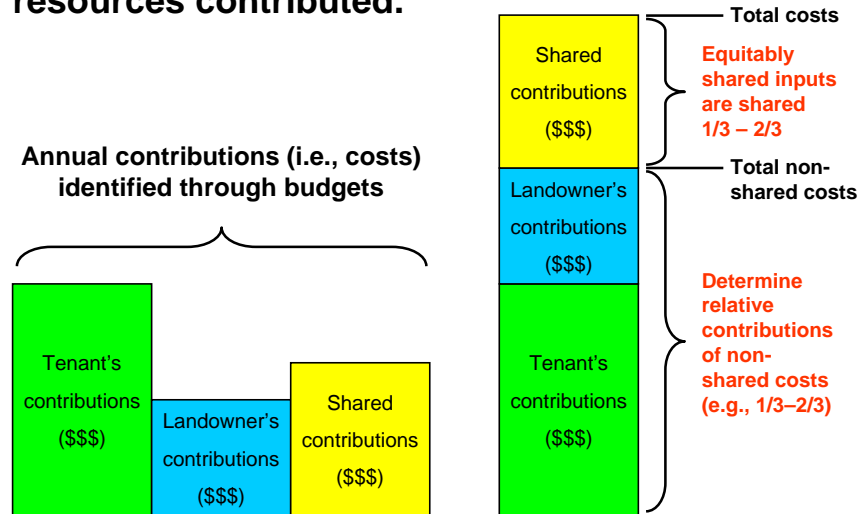 resources contributed.
Annual contributions (i.e., costs)
identified through budgets
Tenant's
contributions
($$$)
Landowner's
contributions
($$$)
Shared
contributions
($$$)
Shared
contributions
($$$)
Landowner's
contributions
($$$)
Tenant's
contributions
($$$)
Total costs
Equitably
shared inputs
are shared
1/3 – 2/3
Total non-
shared costs
Determine
relative
contributions
of non-
shared costs
(e.g., 1/3–2/3)